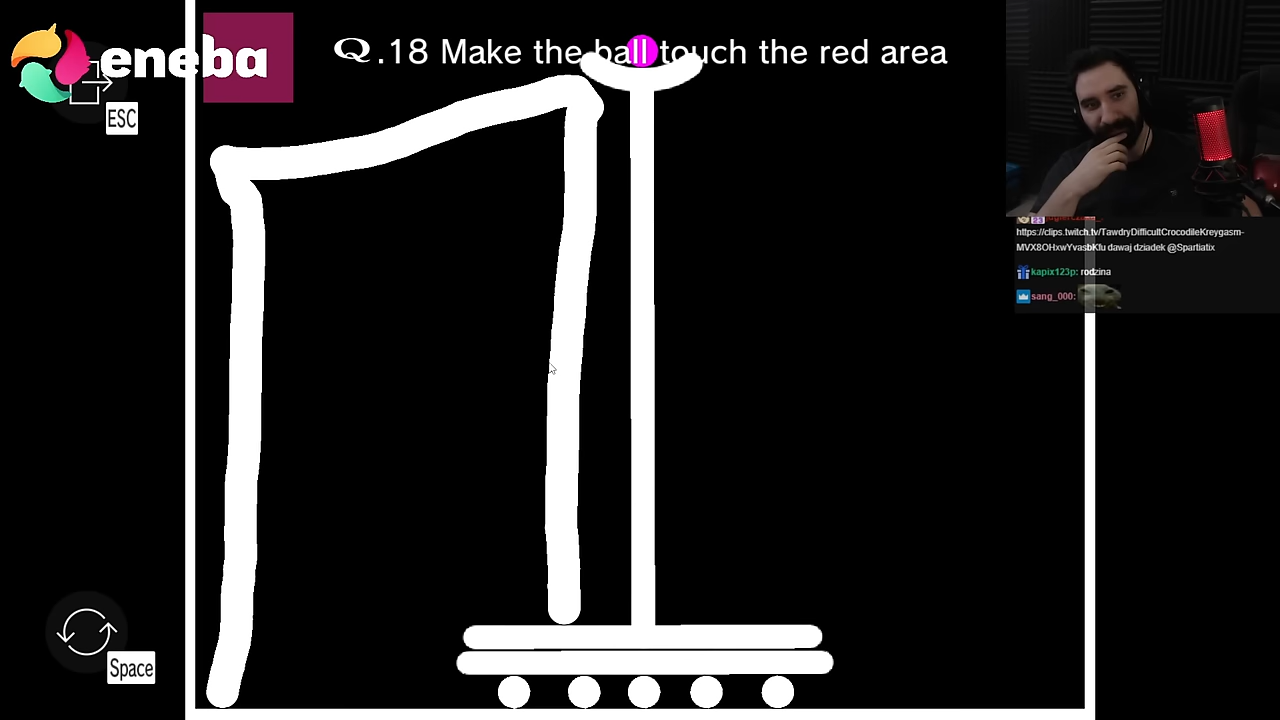 eneba
Q.18 Make the ball touch the red area
ESC
https://clips.twitch.tv/TawdryDifficultCrocodileKreygasm-
MVX8OHxwYvasbKfu dawaj dziadek @Spartiatix
kapix123p: rodzina
sang_000:
Space